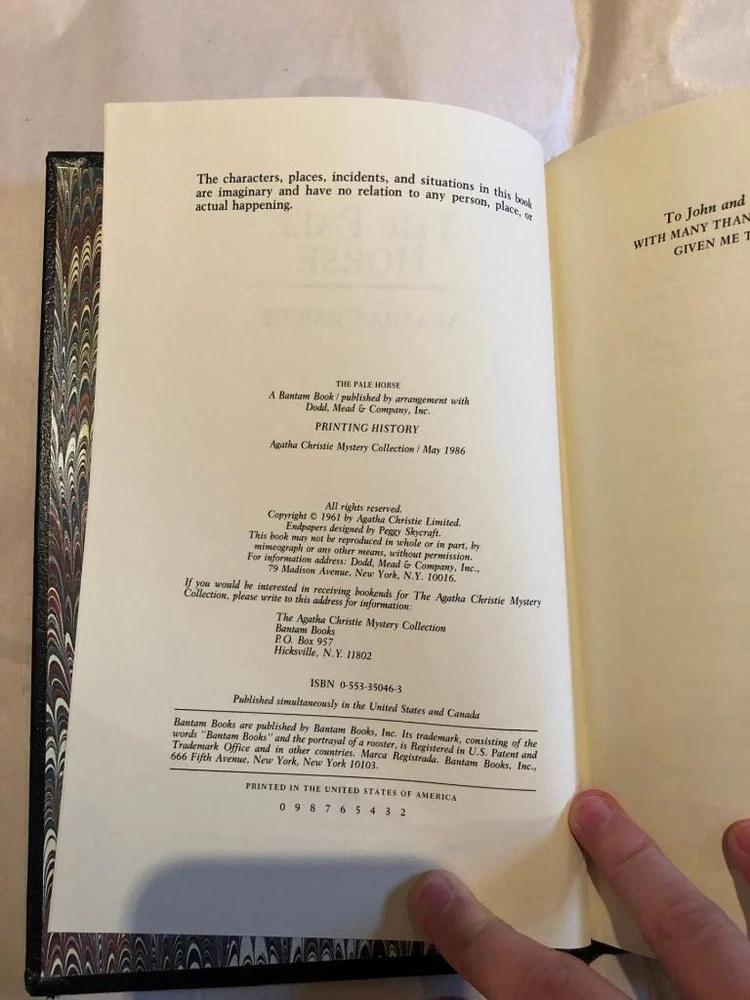 The characters, places, incidents, and situations in this book
are imaginary and have no relation to any person, place, or
actual happening.
THE PALE
HORSE
AGATHA CHRISTIE
THE PALE HORSE
A Bantam Book / published by arrangement with
Dodd, Mead & Company, Inc.
PRINTING HISTORY
Agatha Christie Mystery Collection / May 1986
All rights reserved.
Copyright © 1961 by Agatha Christie Limited.
Endpapers designed by Peggy Skycraft.
This book may not be reproduced in whole or in part, by
mimeograph or any other means, without permission.
For information address: Dodd, Mead & Company, Inc.,
79 Madison Avenue, New York, N.Y. 10016.
If you would be interested in receiving bookends for The Agatha Christie Mystery
Collection, please write to this address for information:
The Agatha Christie Mystery Collection
Bantam Books
P.O. Box 957
Hicksville, N.Y. 11802
ISBN 0-553-35046-3
Published simultaneously in the United States and Canada
Bantam Books are published by Bantam Books, Inc. Its trademark, consisting of the
words "Bantam Books" and the portrayal of a rooster, is Registered in U.S. Patent and
Trademark Office and in other countries. Marca Registrada. Bantam Books, Inc.,
666 Fifth Avenue, New York, New York 10103.
PRINTED IN THE UNITED STATES OF AMERICA
0 9 8 7 6 5 4 3 2
To John and
WITH MANY THAN
GIVEN ME T